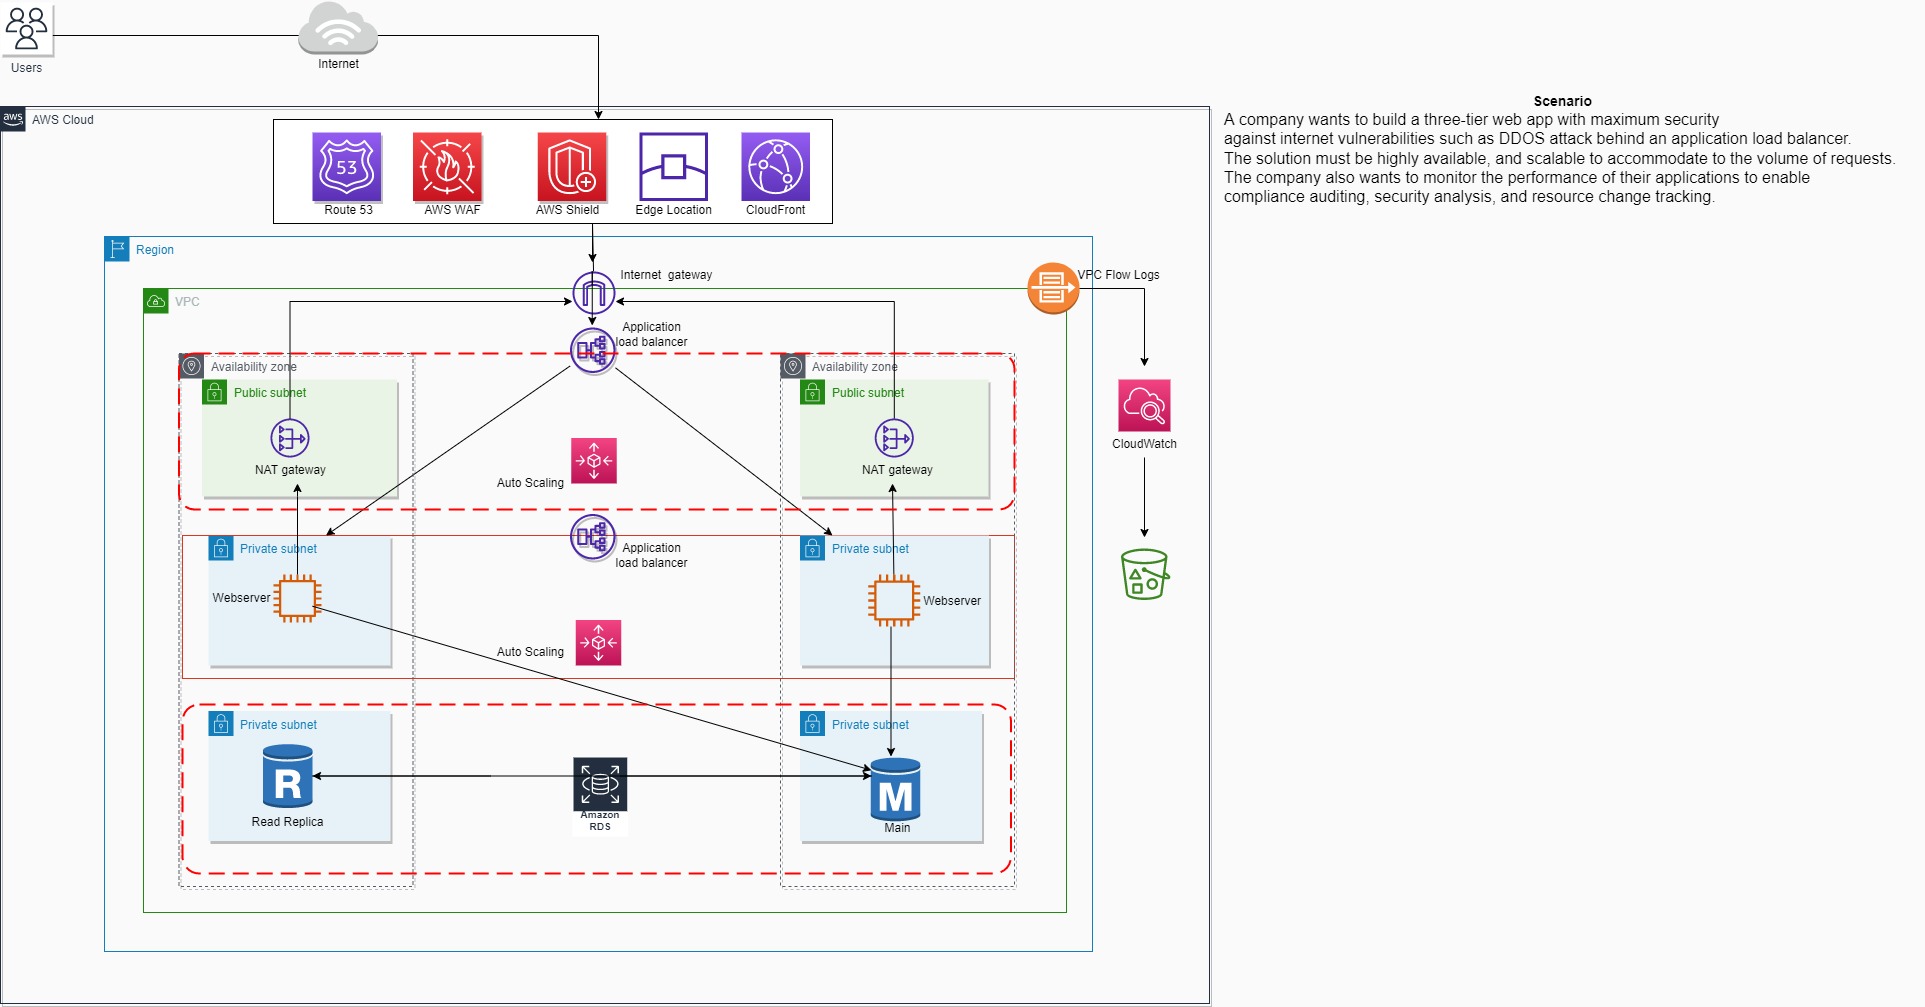 Users
Internet
aws
AWS Cloud
Scenario
A company wants to build a three-tier web app with maximum security
against internet vulnerabilities such as DDOS attack behind an application load balancer.
The solution must be highly available, and scalable to accommodate to the volume of requests.
The company also wants to monitor the performance of their applications to enable
compliance auditing, security analysis, and resource change tracking.
53
Route 53
AWS WAF
AWS Shield
Edge Location
CloudFront
Region
Internet gateway
VPC Flow Logs
VPC
Application
load balancer
Availability zone
Availability zone
Public subnet
Public subnet
NAT gateway
NAT gateway
CloudWatch
Auto Scaling
Private subnet
Application
load balancer
Private subnet
Webserver
Webserver
Auto Scaling
Private subnet
Private subnet
R
M
Read Replica
Amazon
RDS
Main